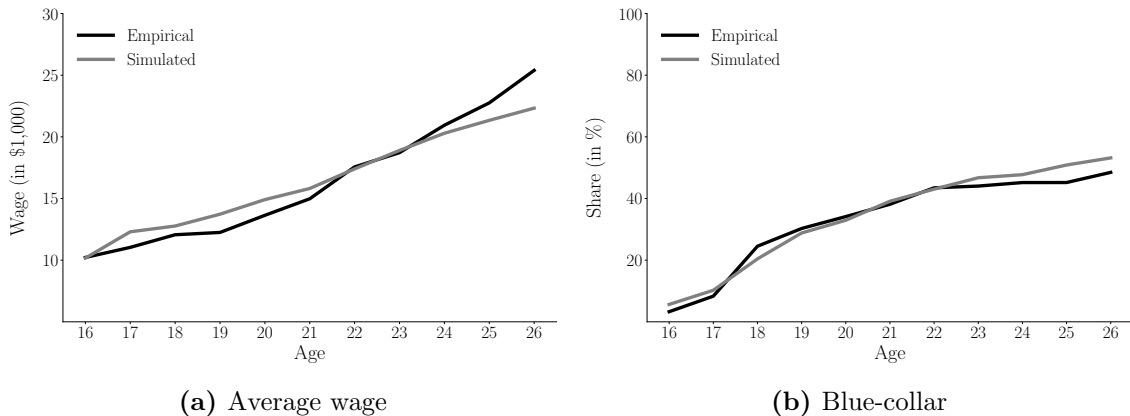 30
25
20
15
10
Wage (in $1,000)
Empirical
Simulated
16 17 18 19 20 21 22 23 24 25 26
Age
(a) Average wage
100
80
60
40
20
Share (in %)
Empirical
Simulated
16 17 18 19 20 21 22 23 24 25 26
Age
(b) Blue-collar